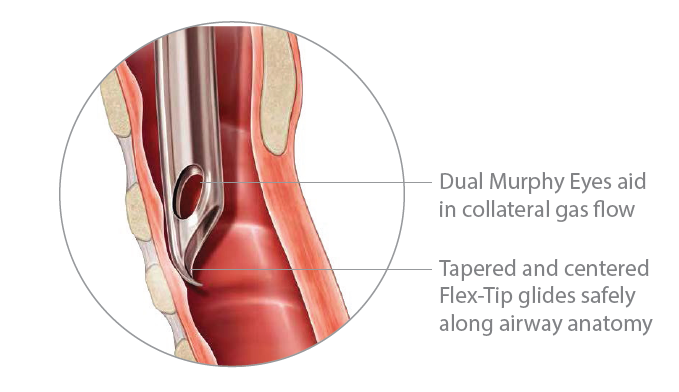 Dual Murphy Eyes aid
in collateral gas flow
Tapered and centered
Flex-Tip glides safely
along airway anatomy